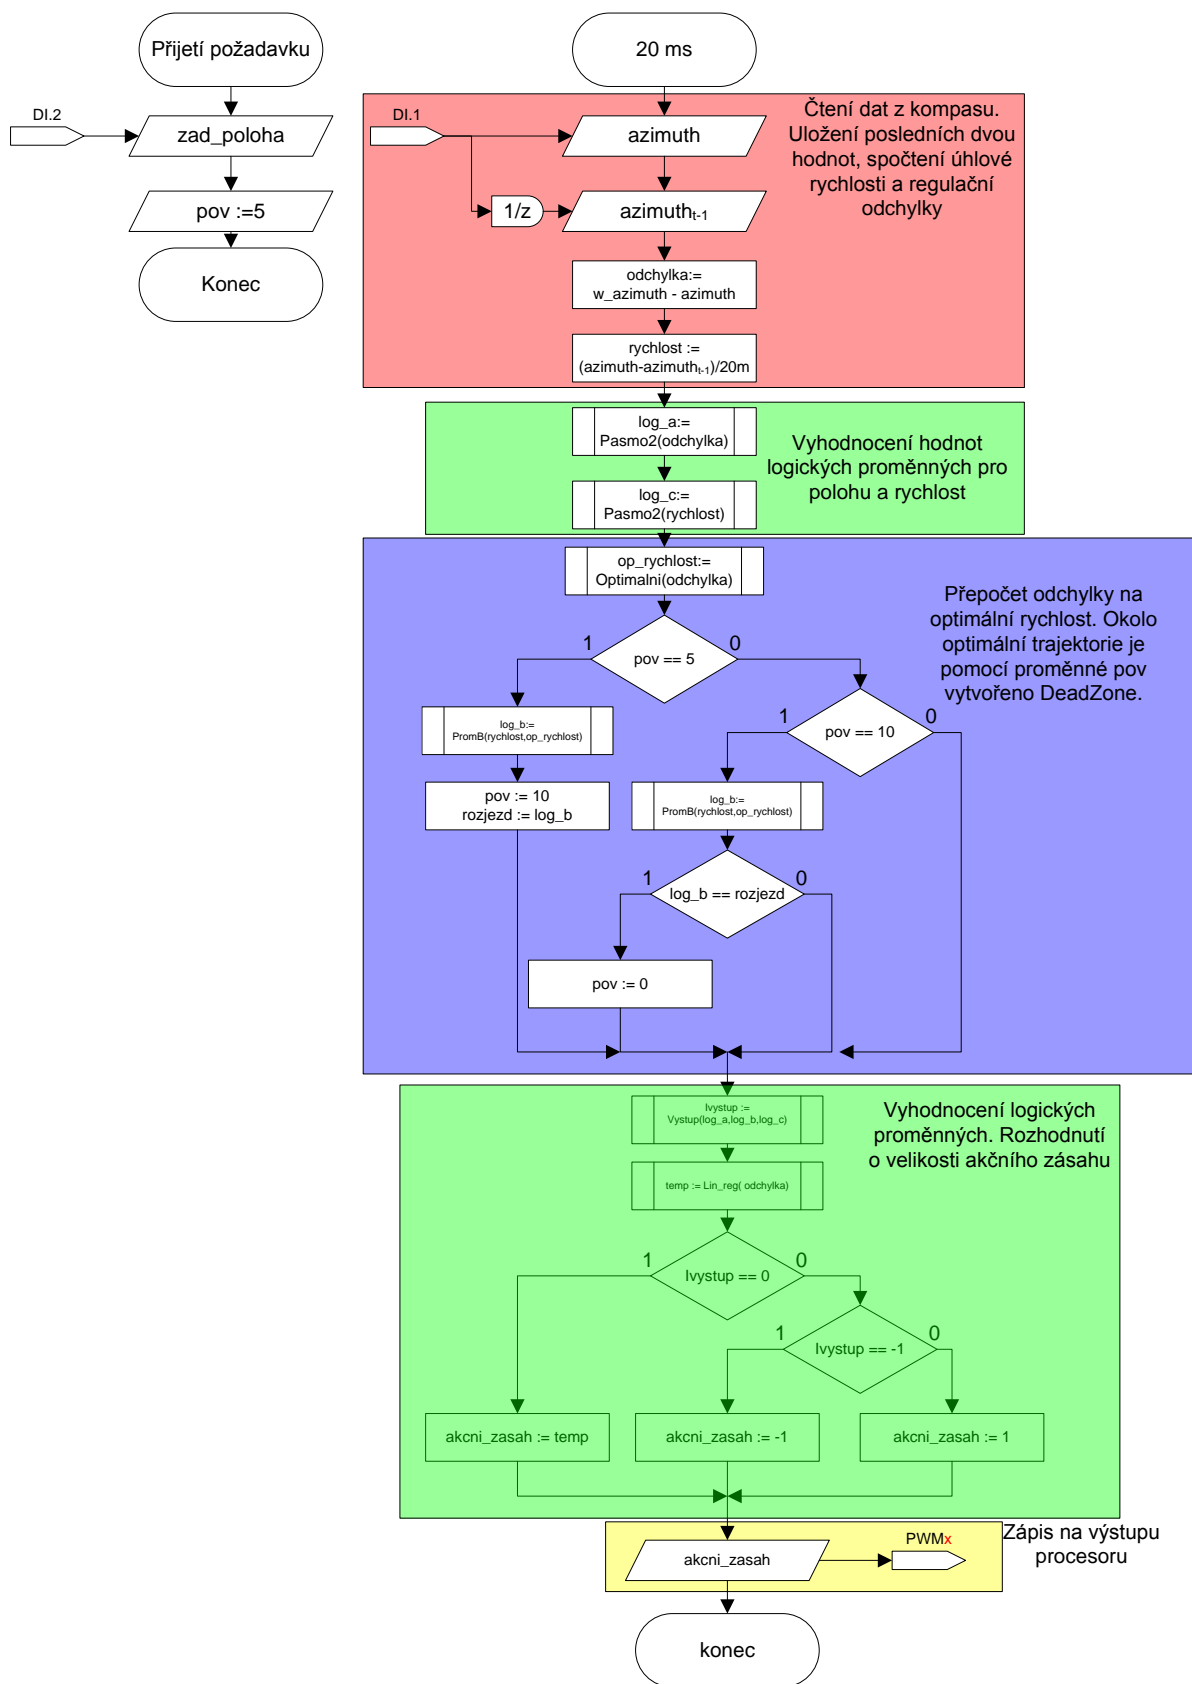 Přijetí požadavku
DI.2
zad_poloha
pov :=5
Konec
20 ms
DI.1
azimuth
1/z
azimuth t-1
odchylka:=
w_azimuth - azimuth
rychlost :=
(azimuth-azimuth t-1)/20m
Čtení dat z kompasu.
Uložení posledních dvou
hodnot, spočtení úhlové
rychlosti a regulační
odchylky
log_a:=
Pasmo2(odchylka)
log_c:=
Pasmo2(rychlost)
Vyhodnocení hodnot
logických proměnných pro
polohu a rychlost
op_rychlost:=
Optimalni(odchylka)
Přepočet odchylky na
optimální rychlost. Okolo
optimální trajektorie je
pomocí proměnné pov
vytvořeno DeadZone.
1
pov == 5
0
log_b:=
PromB(rychlost,op_rychlost)
pov := 10
rozjezd := log_b
1
pov == 10
0
log_b:=
PromB(rychlost,op_rychlost)
1
log_b == rozjezd
0
pov := 0
lvystup :=
Vystup(log_a,log_b,log_c)
temp := Lin_reg( odchylka)
Vyhodnocení logických
proměnných. Rozhodnutí
o velikosti akčního zásahu
1
lvystup == 0
0
1
lvystup == -1
0
akcni_zasah := temp
akcni_zasah := -1
akcni_zasah := 1
akcni_zasah
PWMx
Zápis na výstupu
procesoru
konec